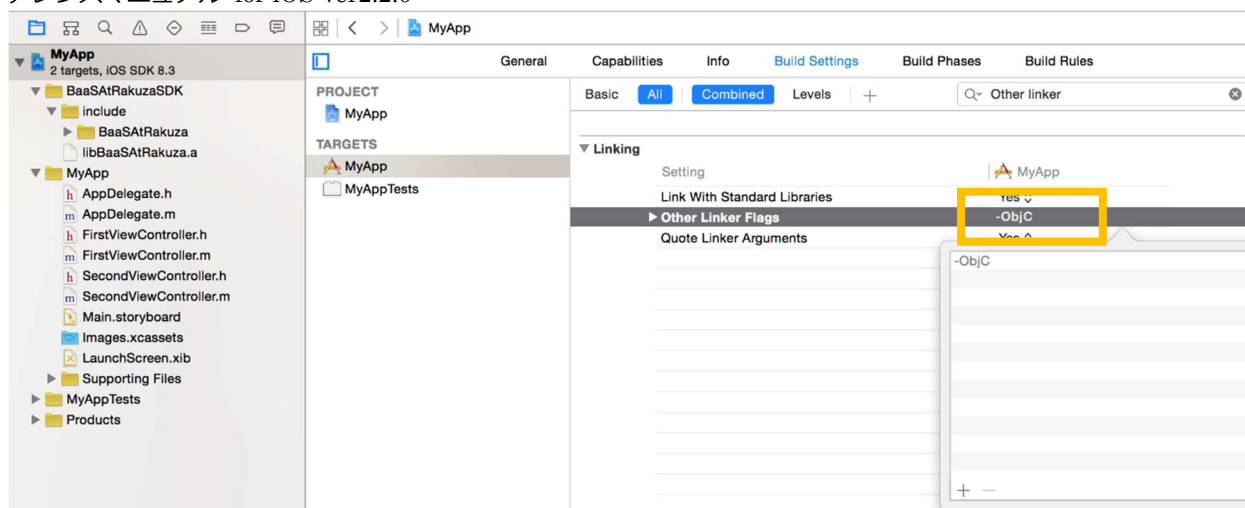 MyApp
MyApp
2 targets, iOS SDK 8.3
BaaSAtRakuzaSDK
include
BaaSAtRakuza
libBaaSAtRakuza.a
MyApp
h AppDelegate.h
m AppDelegate.m
h FirstViewController.h
m FirstViewController.m
h SecondViewController.h
m SecondViewController.m
Main.storyboard
Images.xcassets
LaunchScreen.xib
Supporting Files
MyAppTests
Products
General Capabilities Info Build Settings Build Phases Build Rules
PROJECT
MyApp
TARGETS
MyApp
MyAppTests
Basic All Combined Levels + Other linker
Linking
Setting MyApp
Link With Standard Libraries Yes
Other Linker Flags -ObjC
Quote Linker Arguments Yes
-ObjC